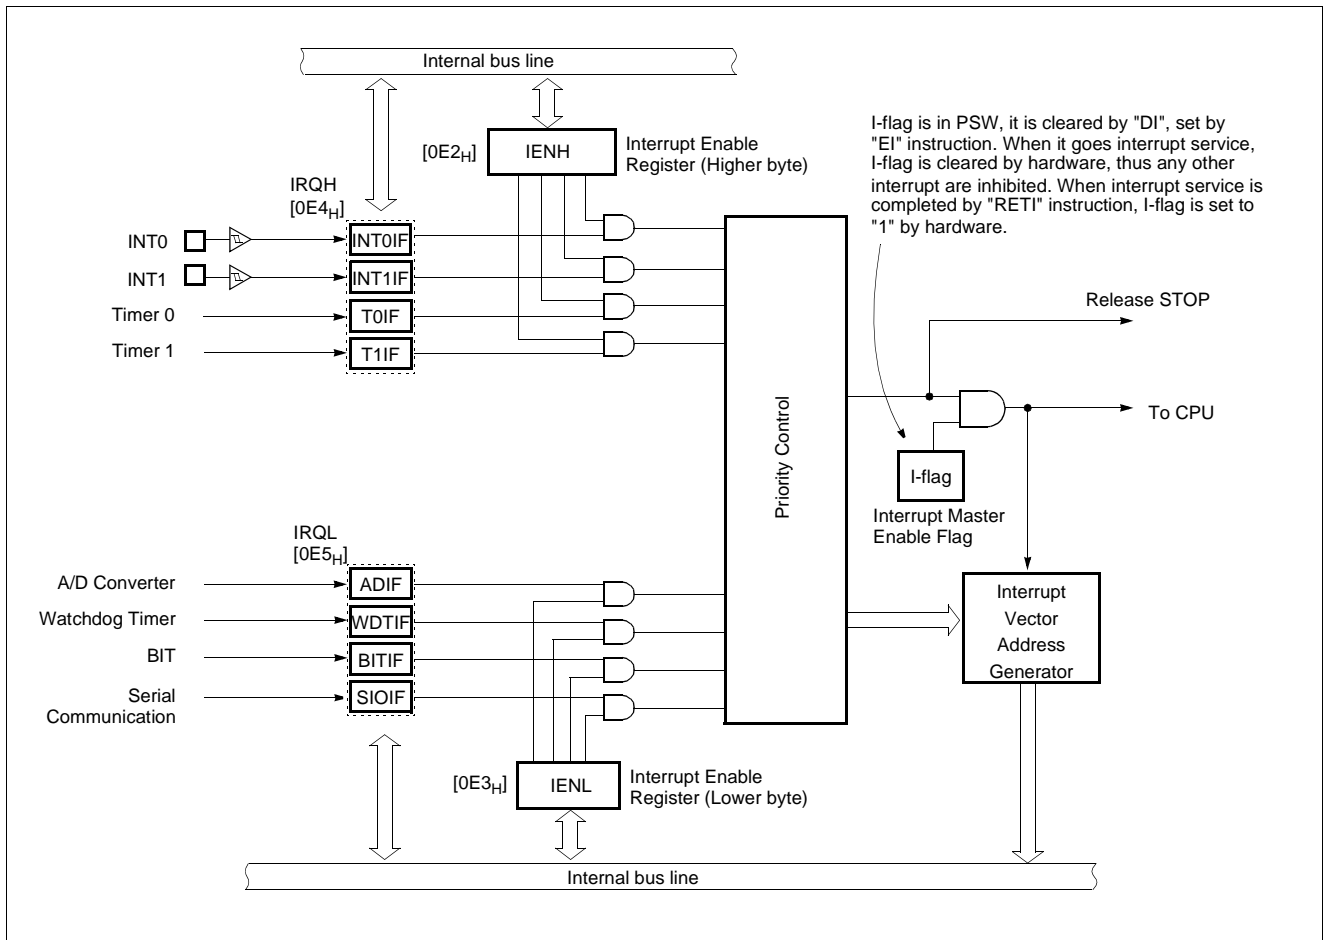 Internal bus line
I-flag is in PSW, it is cleared by "DI", set by
"EI" instruction. When it goes interrupt service,
I-flag is cleared by hardware, thus any other
interrupt are inhibited. When interrupt service is
completed by "RETI" instruction, I-flag is set to
"1" by hardware.
[0E2H]
IENH
Interrupt Enable
Register (Higher byte)
IRQH
[0E4H]
INT0
INT0IF
INT1
INT1IF
Timer 0
T0IF
Timer 1
T1IF
Priority Control
Release STOP
To CPU
I-flag
Interrupt Master
Enable Flag
IRQL
[0E5H]
A/D Converter
ADIF
Watchdog Timer
WDTIF
BIT
BITIF
Serial
Communication
SIOIF
Interrupt
Vector
Address
Generator
[0E3H]
IENL
Interrupt Enable
Register (Lower byte)
Internal bus line